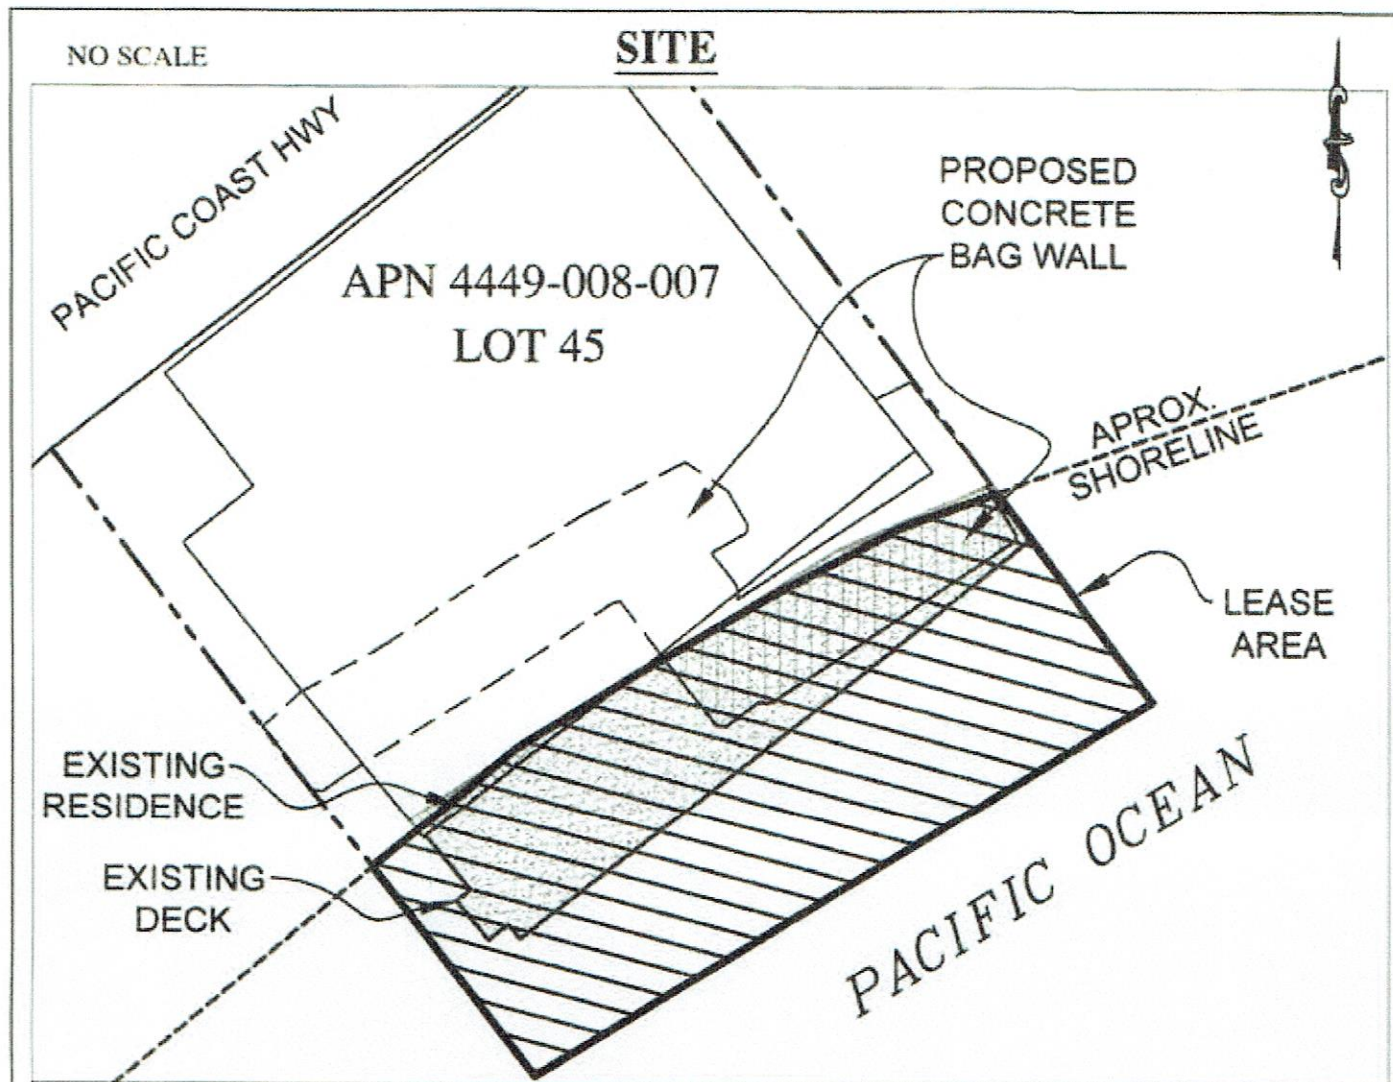 NO SCALE
SITE
PACIFIC COAST HWY
APN 4449-008-007
LOT 45
PROPOSED
CONCRETE
BAG WALL
APROX.
SHORELINE
LEASE
AREA
EXISTING
RESIDENCE
EXISTING
DECK
PACIFIC OCEAN